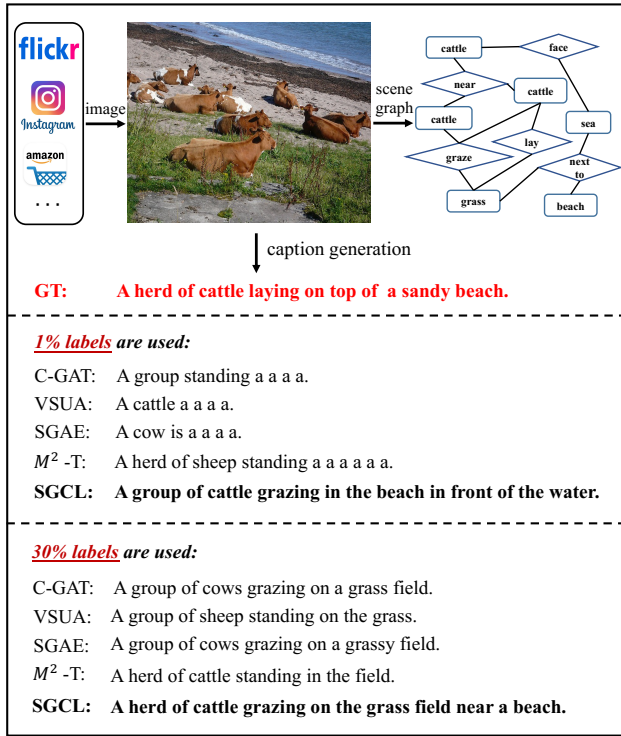 flickr
Instagram
amazon
...
image
scene
graph
cattle
face
near
cattle
cattle
sea
graze
lay
next
to
grass
beach
caption generation
GT: A herd of cattle laying on top of a sandy beach.
1% labels are used:
C-GAT: A group standing a a a a.
VSUA: A cattle a a a a.
SGAE: A cow is a a a a.
M² -T: A herd of sheep standing a a a a a a.
SGCL: A group of cattle grazing in the beach in front of the water.
30% labels are used:
C-GAT: A group of cows grazing on a grass field.
VSUA: A group of sheep standing on the grass.
SGAE: A group of cows grazing on a grassy field.
M² -T: A herd of cattle standing in the field.
SGCL: A herd of cattle grazing on the grass field near a beach.